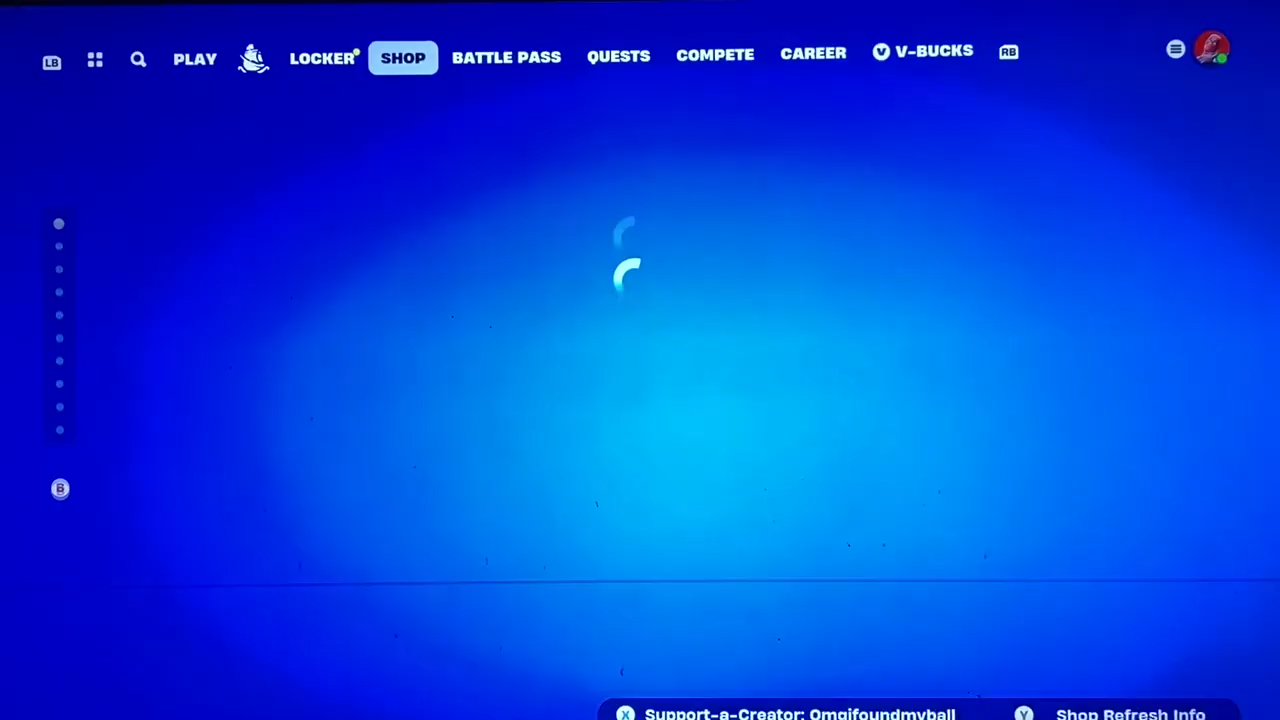 LB PLAY LOCKER SHOP BATTLE PASS QUESTS COMPETE CAREER V V-BUCKS RB
B
X Support-a-Creator: Omgifoundmyball Y Shop Refresh Info